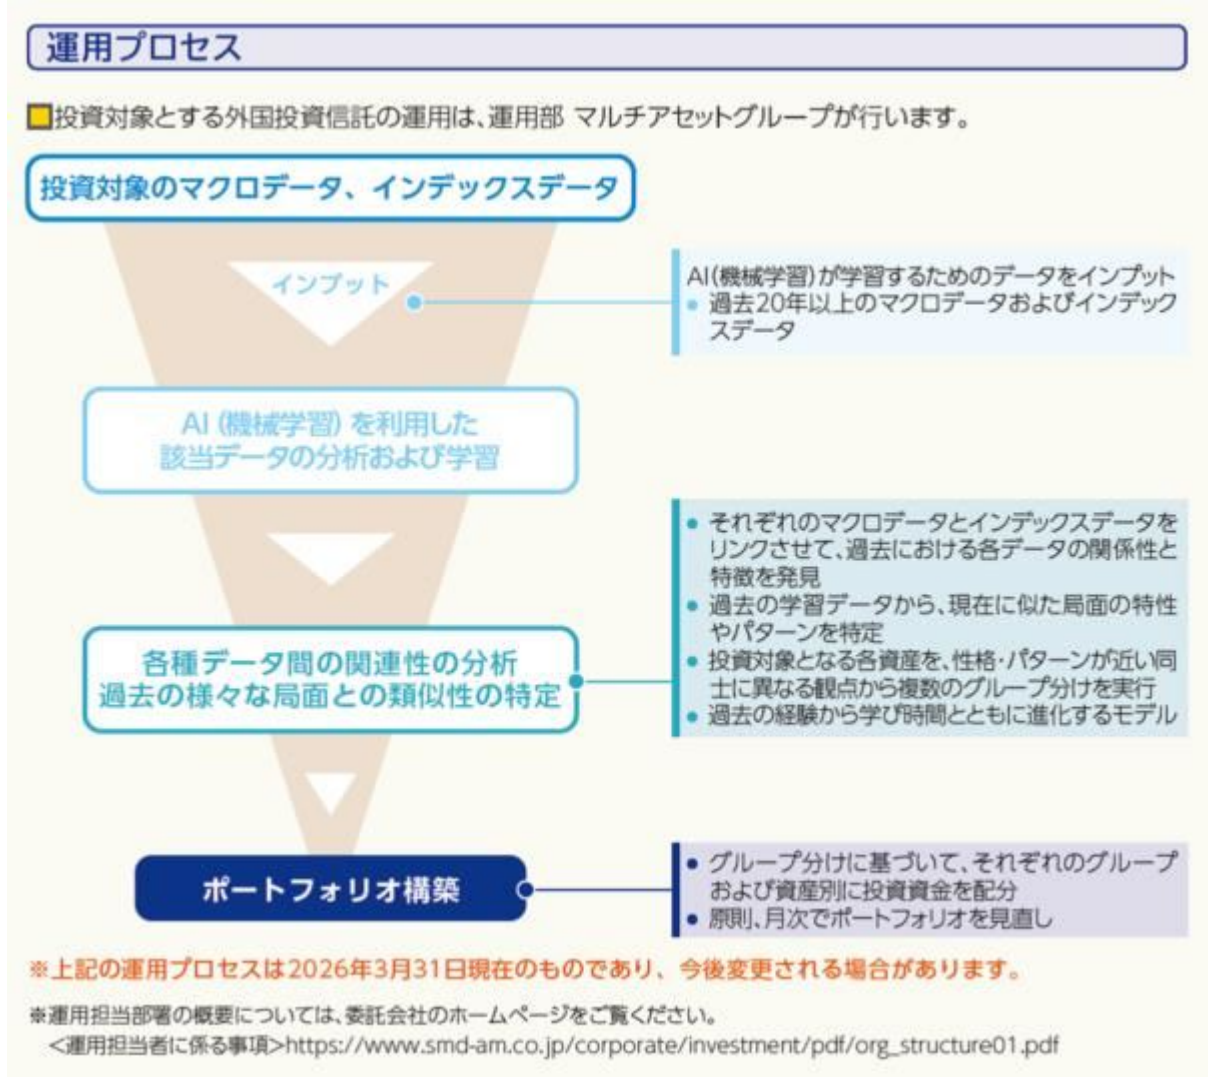 運用プロセス
投資対象とする外国投資信託の運用は、運用部 マルチアセットグループが行います。
投資対象のマクロデータ、インデックスデータ
インプット
AI(機械学習)が学習するためのデータをインプット
● 過去20年以上のマクロデータおよびインデック
スデータ
AI(機械学習)を利用した
該当データの分析および学習
● それぞれのマクロデータとインデックスデータを
リンクさせて、過去における各データの関係性と
特徴を発見
● 過去の学習データから、現在に似た局面の特性
やパターンを特定
● 投資対象となる各資産を、性格・パターンが近い同
士に異なる観点から複数のグループ分けを実行
● 過去の経験から学び時間とともに進化するモデル
各種データ間の関連性の分析
過去の様々な局面との類似性の特定
ポートフォリオ構築
● グループ分けに基づいて、それぞれのグループ
および資産別に投資資金を配分
● 原則、月次でポートフォリオを見直し
※上記の運用プロセスは2026年3月31日現在のものであり、今後変更される場合があります。
※運用担当部署の概要については、委託会社のホームページをご覧ください。
<運用担当者に係る事項>https://www.smd-am.co.jp/corporate/investment/pdf/org_structure01.pdf